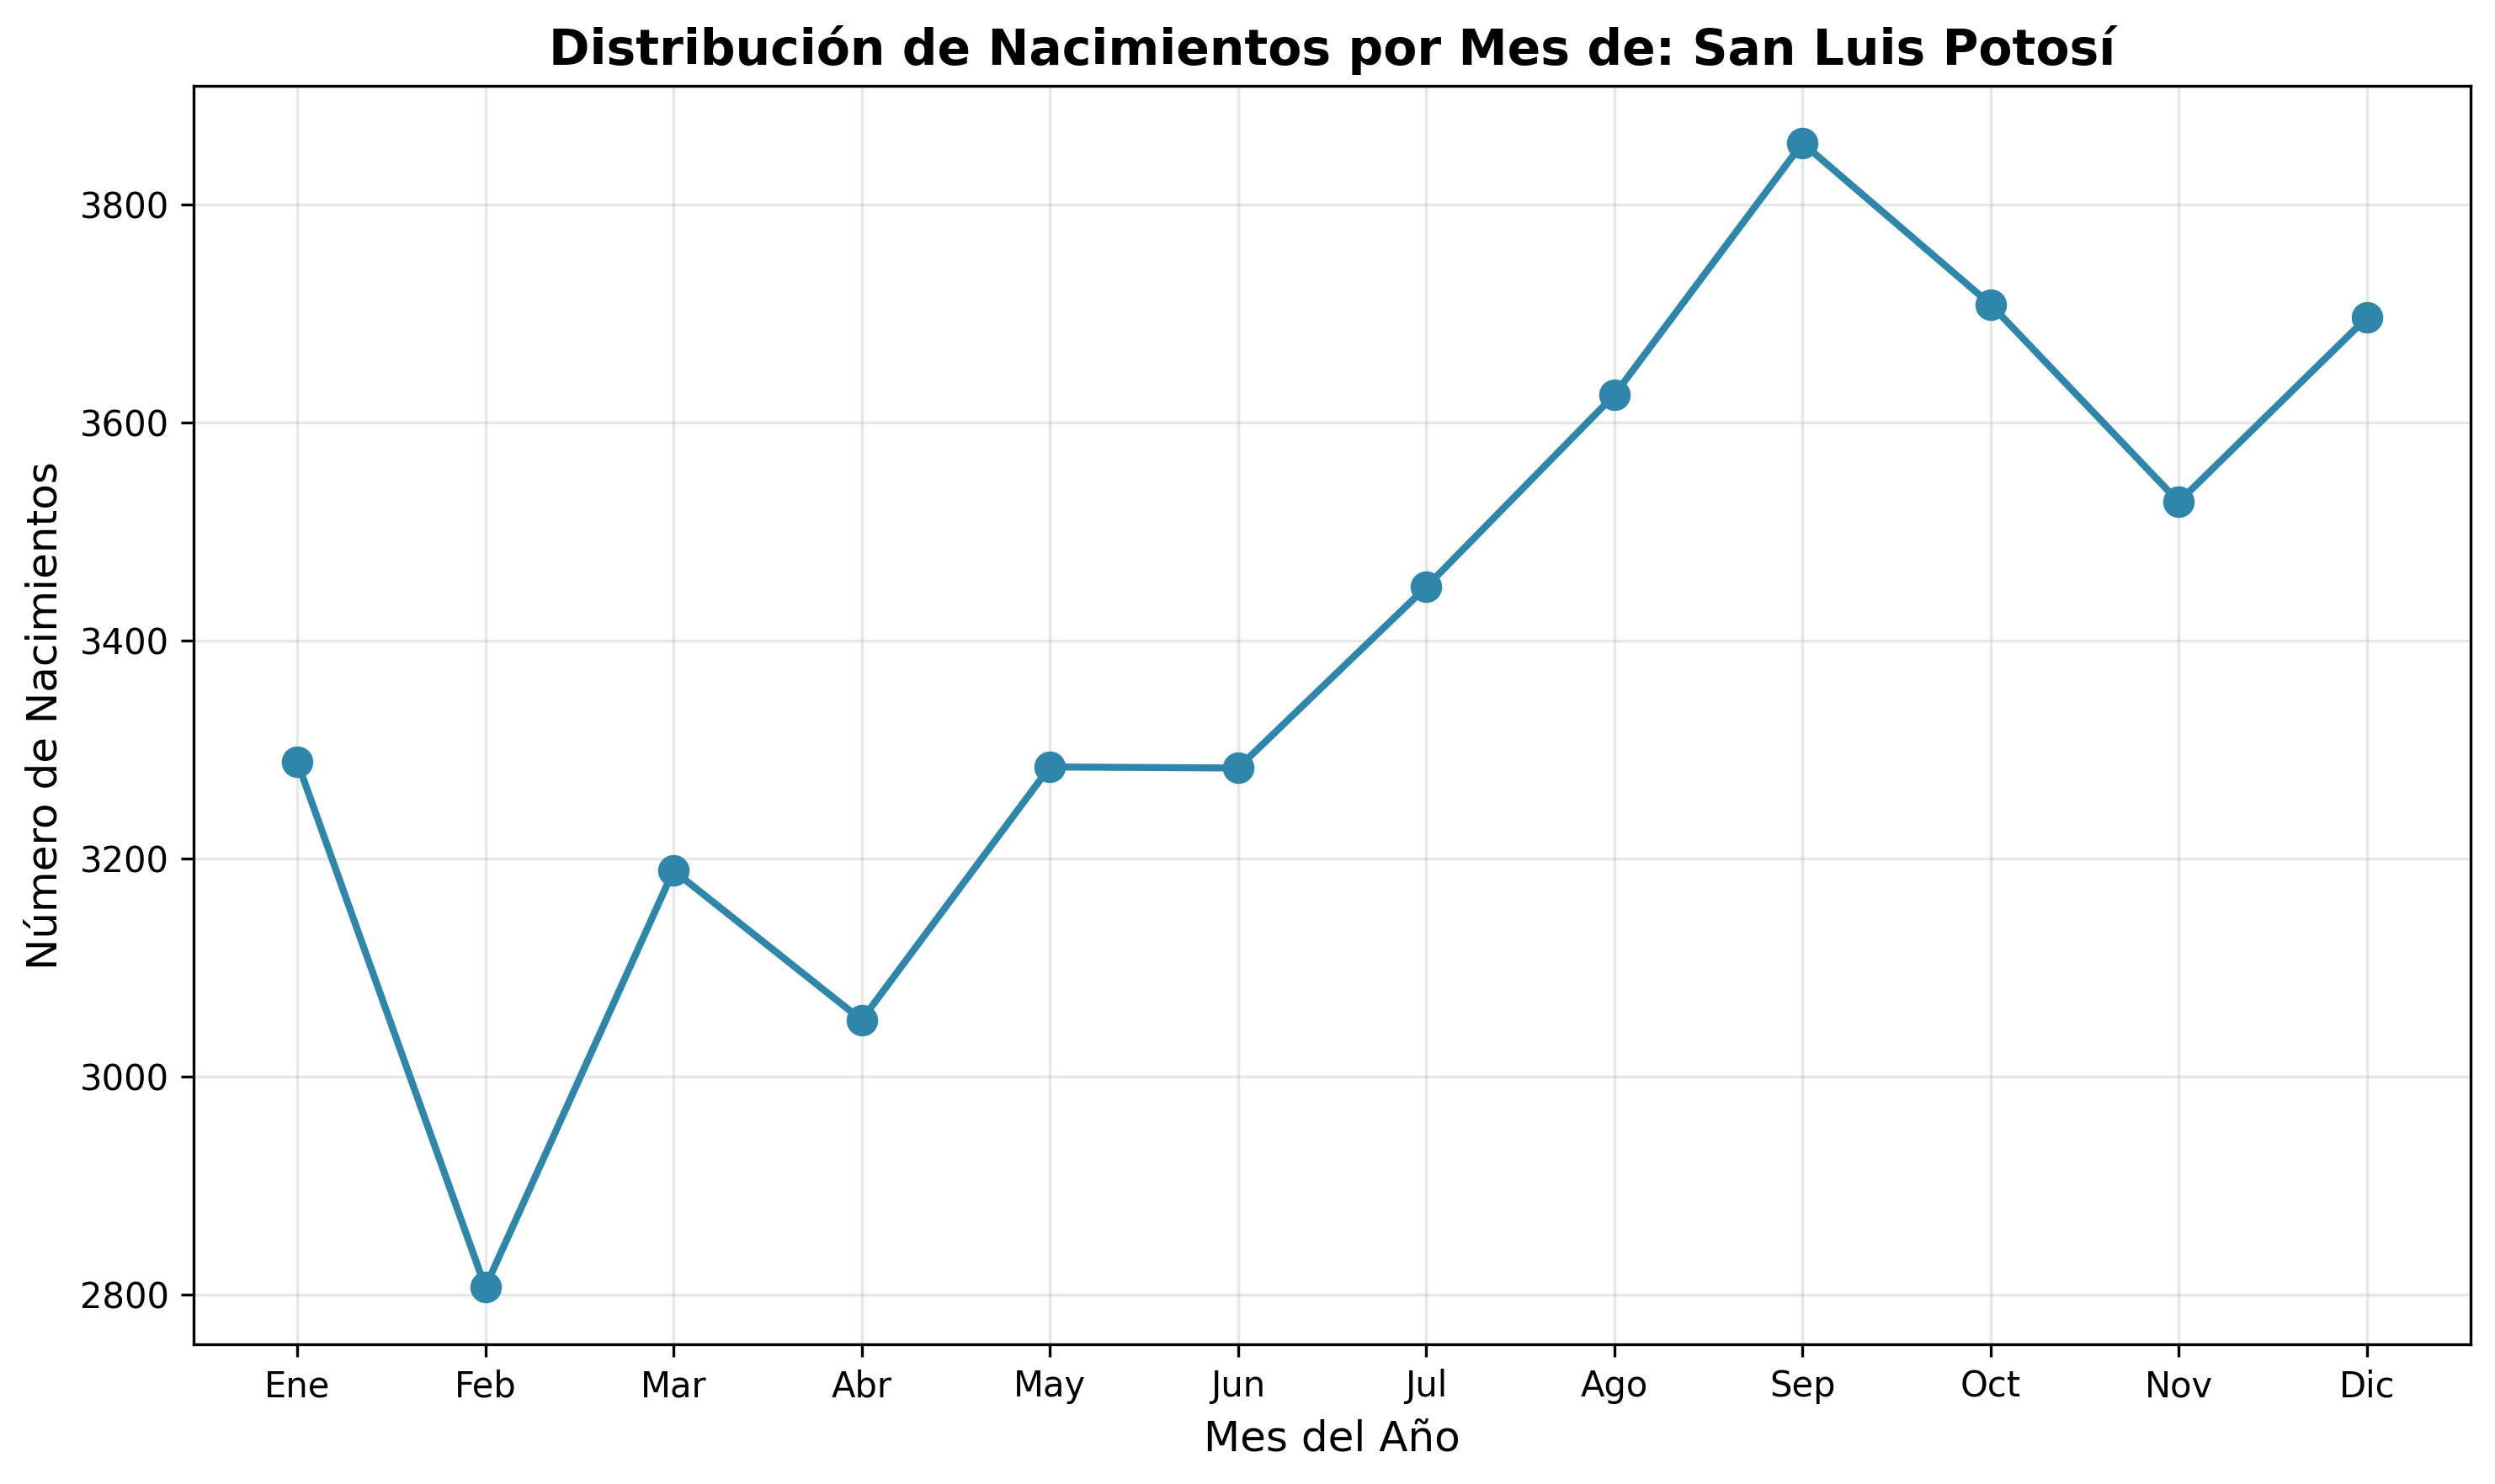 Distribución de Nacimientos por Mes de: San Luis Potosí
Número de Nacimientos
3800
3600
3400
3200
3000
2800
Ene Feb Mar Abr May Jun Jul Ago Sep Oct Nov Dic
Mes del Año